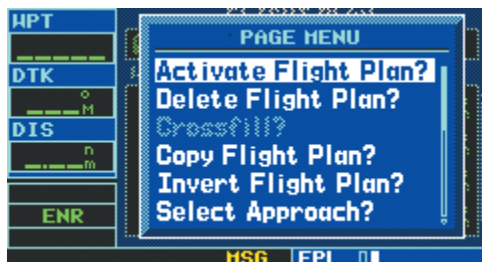 WPT
DTK
° M
DIS
n m
ENR
PAGE MENU
Activate Flight Plan?
Delete Flight Plan?
Crossfill?
Copy Flight Plan?
Invert Flight Plan?
Select Approach?
MSG FPL